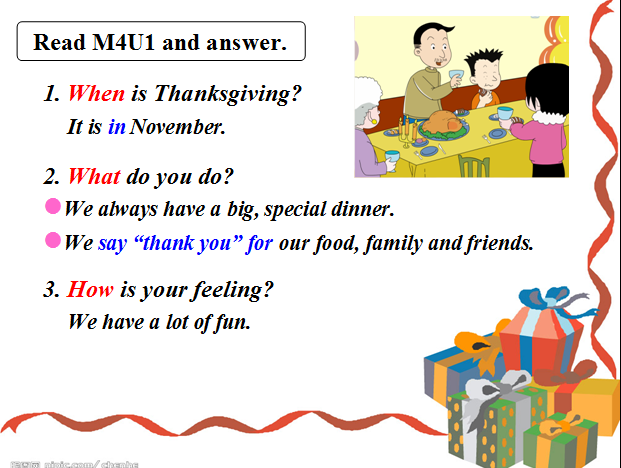 Read M4U1 and answer.
1. When is Thanksgiving?
It is in November.
2. What do you do?
We always have a big, special dinner.
We say “thank you” for our food, family and friends.
3. How is your feeling?
We have a lot of fun.
nipic.com/chenhe